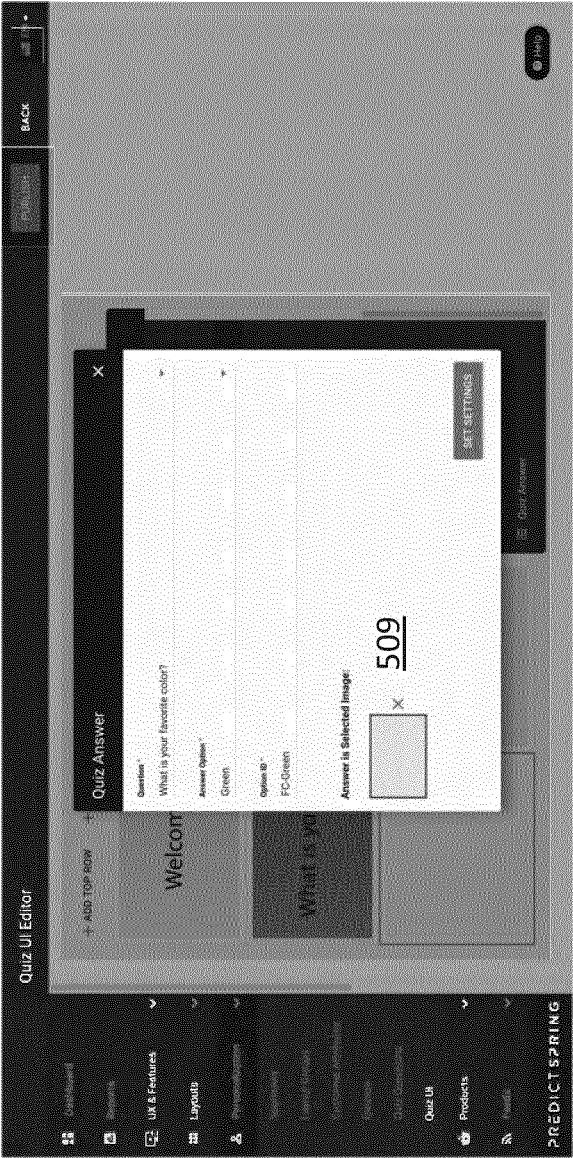 Quiz UI Editor
PUBLISH
BACK
Dashboard
Reports
UX & Features
Layouts
Personalization
Quiz UI
Products
Feeds
PREDICTSPRING
+ ADD TOP ROW
+
Welcom
What is yo
Quiz Answer
×
Question *
What is your favorite color?
Answer Option *
Green
Option ID *
FC-Green
Answer is Selected Image:
×
509
SET SETTINGS
Quiz Answer
Help